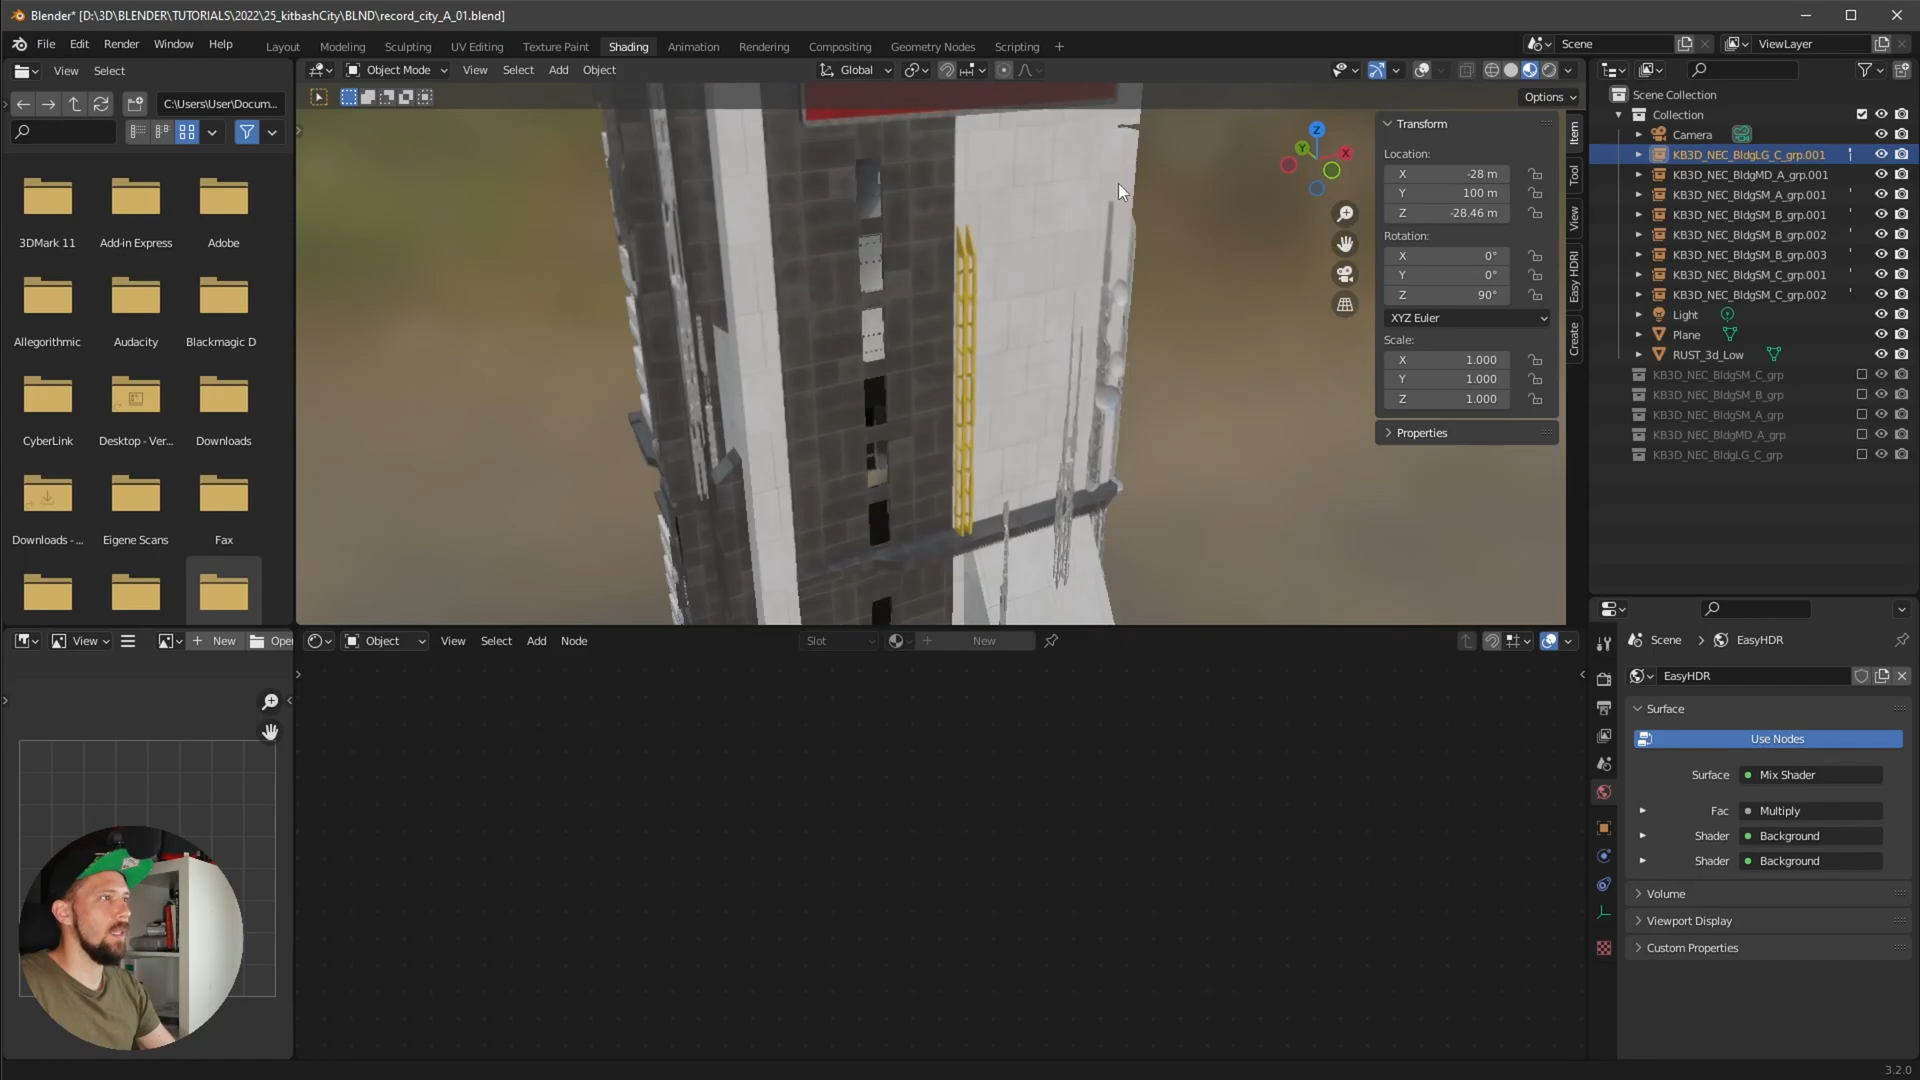 Blender* [D:\3D\BLENDER\TUTORIALS\2022\25_kitbashCity\BLND\record_city_A_01.blend]
File Edit Render Window Help Layout Modeling Sculpting UV Editing Texture Paint Shading Animation Rendering Compositing Geometry Nodes Scripting + Scene ViewLayer
View Select Object Mode View Select Add Object Global
C:\Users\User\Docum... Options
3DMark 11 Add-in Express Adobe
Allegorithmic Audacity Blackmagic D
CyberLink Desktop - Ver... Downloads
Downloads -... Eigene Scans Fax
Transform
Location:
X -28 m
Y 100 m
Z -28.46 m
Rotation:
X 0°
Y 0°
Z 90°
XYZ Euler
Scale:
X 1.000
Y 1.000
Z 1.000
Properties
Item
Tool
View
Easy HDRI
Create
Z
Y
X
Scene Collection
Collection
Camera
KB3D_NEC_BldgLG_C_grp.001
KB3D_NEC_BldgMD_A_grp.001
KB3D_NEC_BldgSM_A_grp.001
KB3D_NEC_BldgSM_B_grp.001
KB3D_NEC_BldgSM_B_grp.002
KB3D_NEC_BldgSM_B_grp.003
KB3D_NEC_BldgSM_C_grp.001
KB3D_NEC_BldgSM_C_grp.002
Light
Plane
RUST_3d_Low
KB3D_NEC_BldgSM_C_grp
KB3D_NEC_BldgSM_B_grp
KB3D_NEC_BldgSM_A_grp
KB3D_NEC_BldgMD_A_grp
KB3D_NEC_BldgLG_C_grp
View + New Ope
Object View Select Add Node Slot + New
Scene > EasyHDR
EasyHDR
Surface
Use Nodes
Surface Mix Shader
Fac Multiply
Shader Background
Shader Background
Volume
Viewport Display
Custom Properties
3.2.0